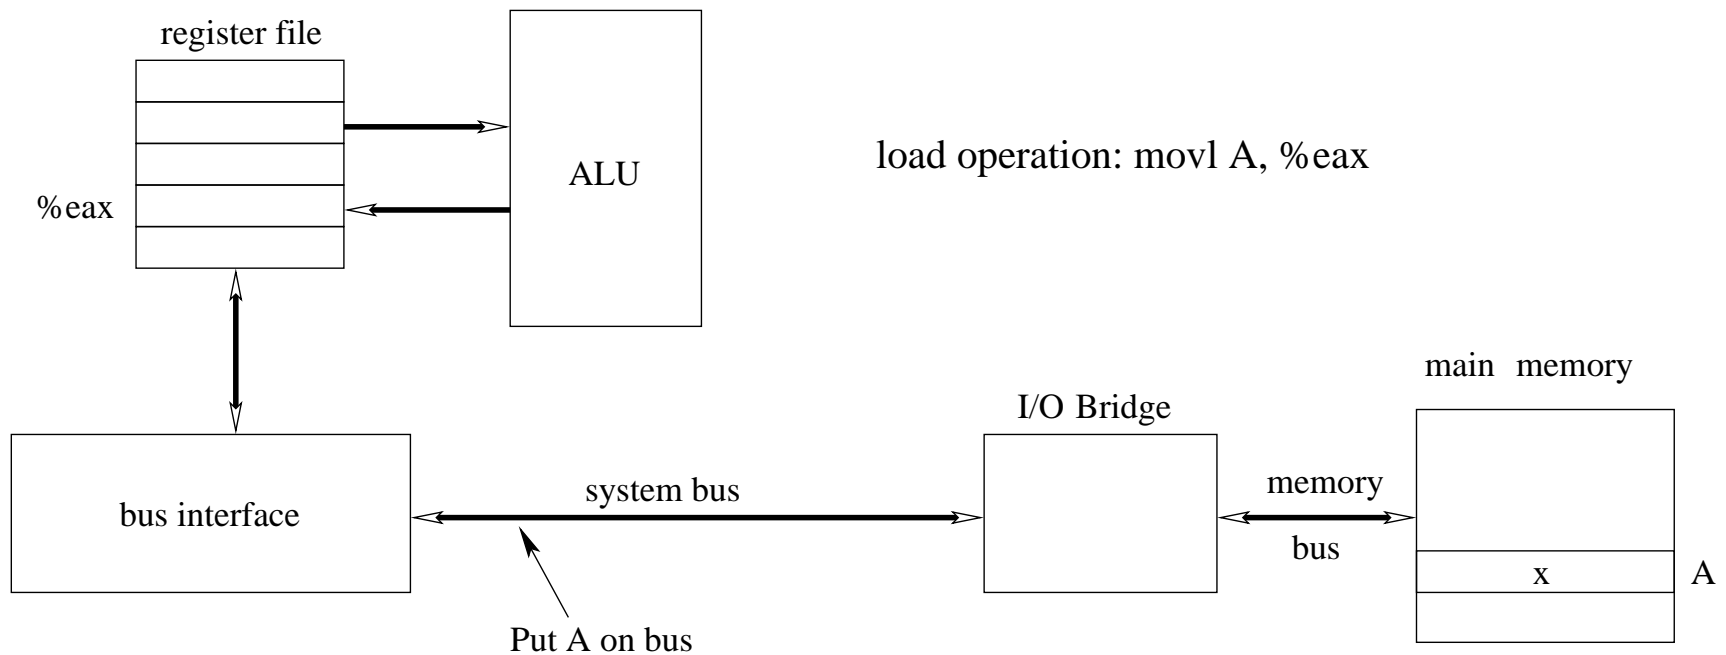 register file
ALU
load operation: movl A, %eax
%eax
main memory
I/O Bridge
system bus
memory
bus interface
bus
x
A
Put A on bus